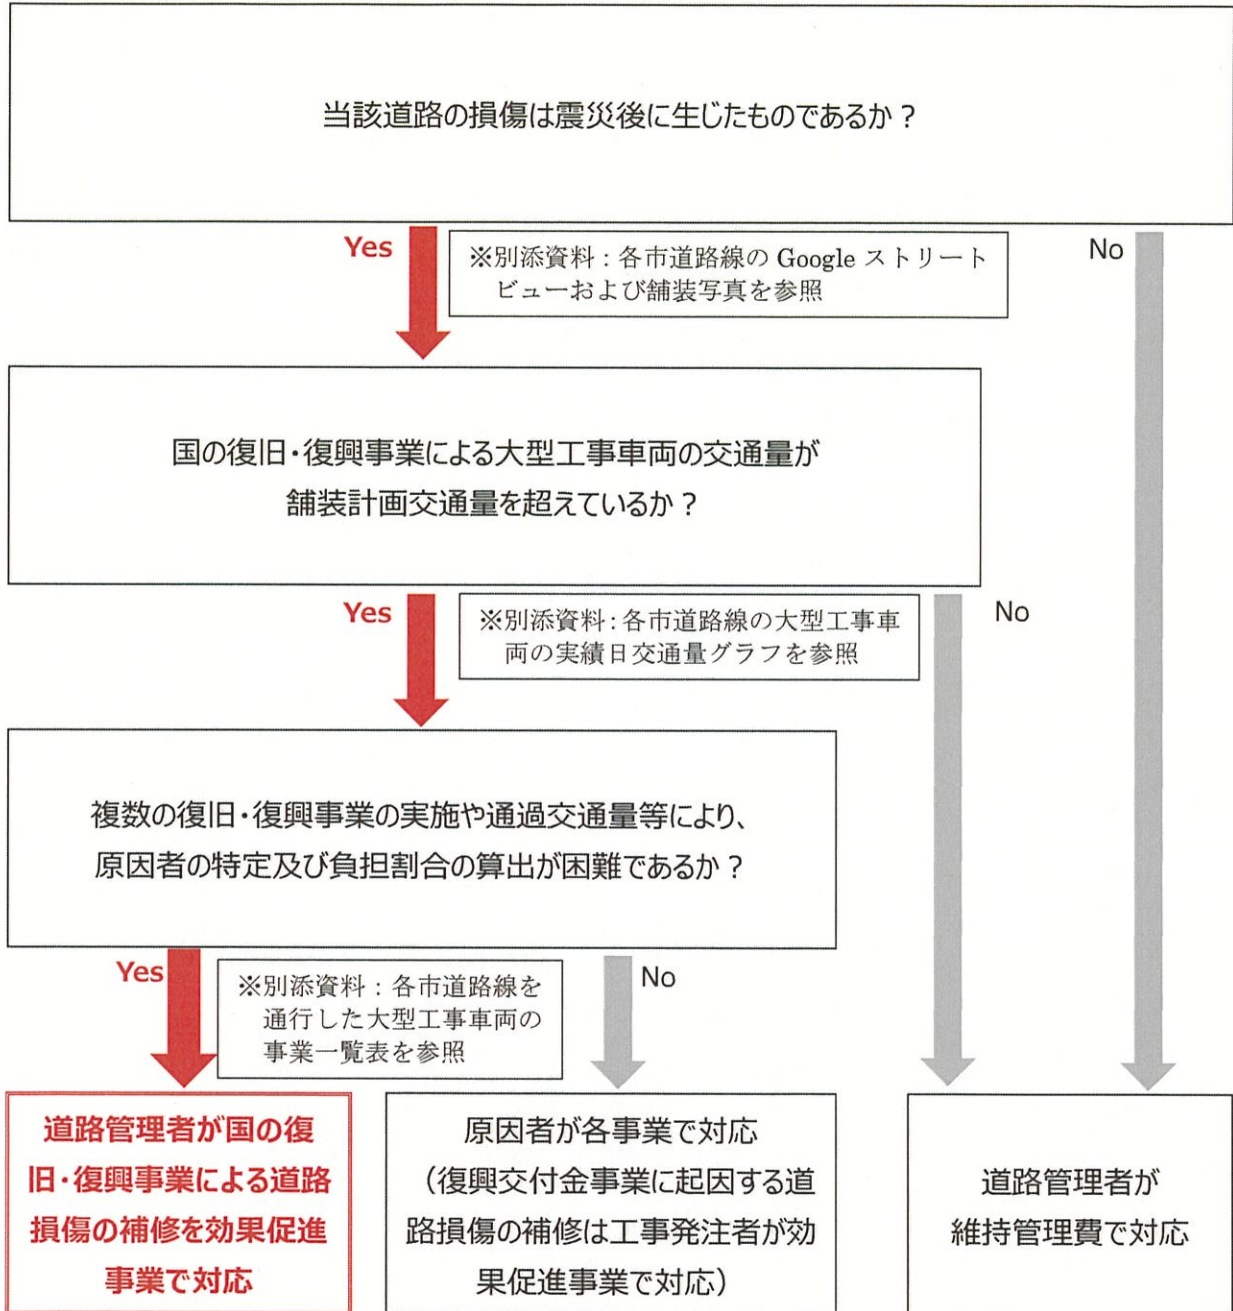 当該道路の損傷は震災後に生じたものであるか？
Yes
※別添資料：各市道路線の Google ストリート
ビューおよび舗装写真を参照
No
国の復旧・復興事業による大型工事車両の交通量が
舗装計画交通量を超えているか？
Yes
※別添資料：各市道路線の大型工事車
両の実績日交通量グラフを参照
No
複数の復旧・復興事業の実施や通過交通量等により、
原因者の特定及び負担割合の算出が困難であるか？
Yes
※別添資料：各市道路線を
通行した大型工事車両の
事業一覧表を参照
No
道路管理者が国の復
旧・復興事業による道路
損傷の補修を効果促進
事業で対応
原因者が各事業で対応
（復興交付金事業に起因する道
路損傷の補修は工事発注者が効
果促進事業で対応）
道路管理者が
維持管理費で対応